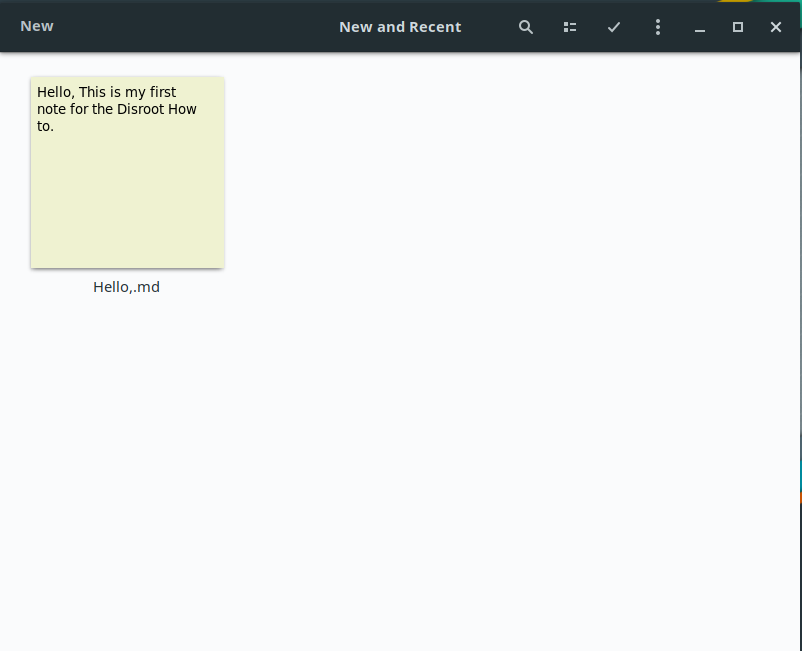 New
New and Recent
Hello, This is my first
note for the Disroot How
to.
Hello,.md